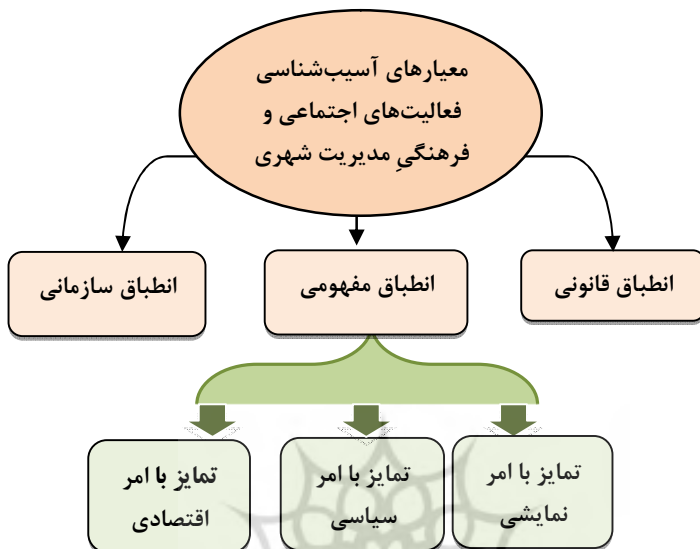 معیارهای آسیب‌شناسی
فعالیت‌های اجتماعی و
فرهنگیِ مدیریت شهری
انطباق قانونی
انطباق مفهومی
انطباق سازمانی
تمایز با امر
نمایشی
تمایز با امر
سیاسی
تمایز با امر
اقتصادی